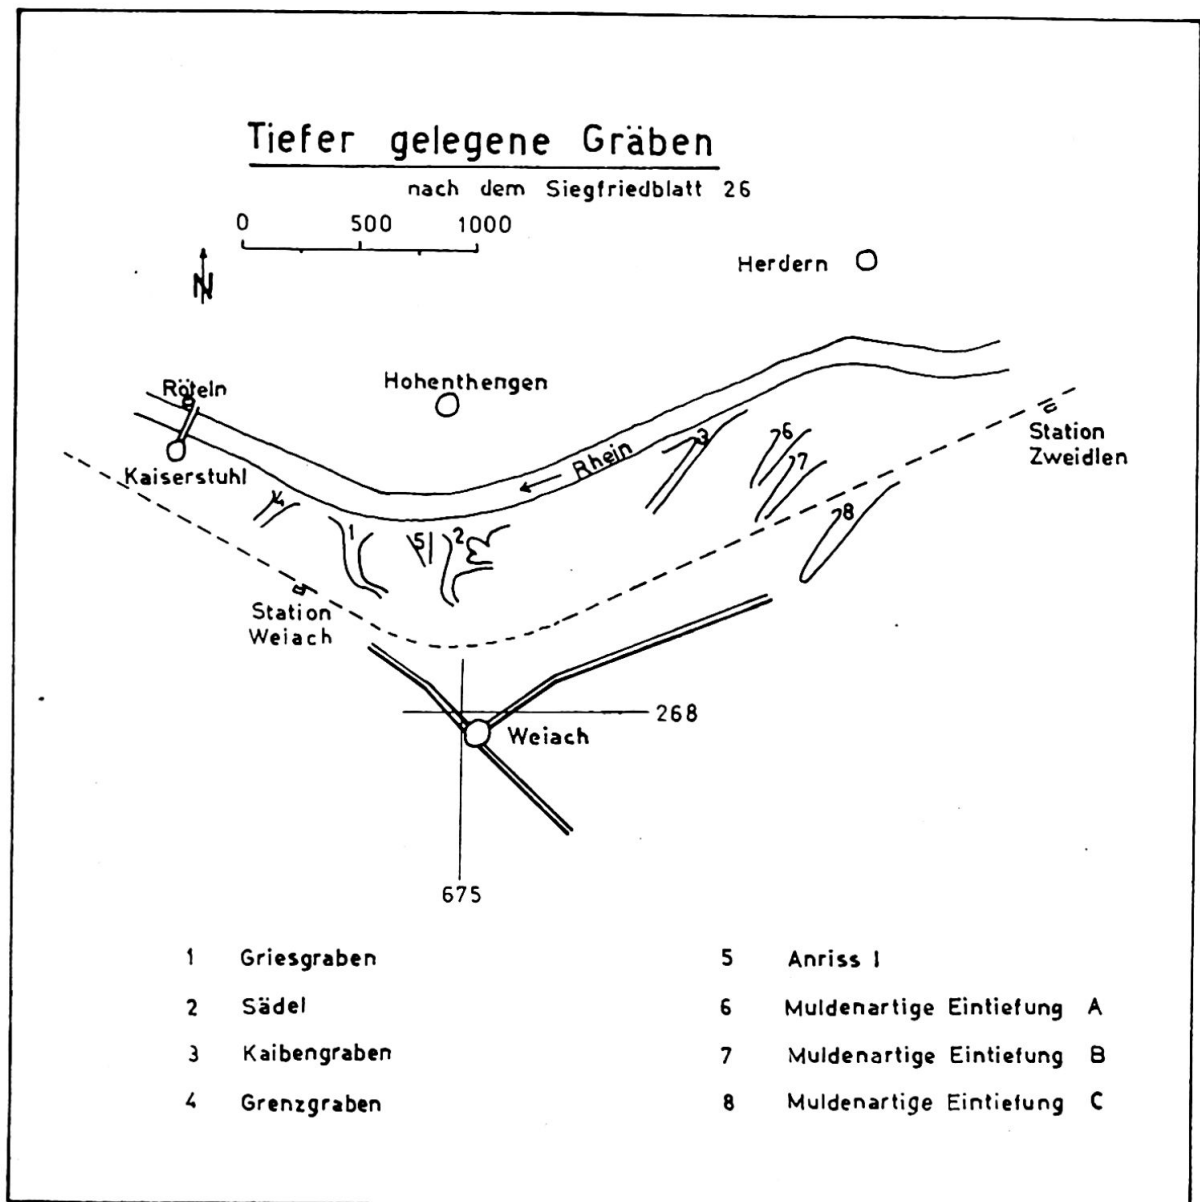 Tiefer gelegene Gräben
nach dem Siegfriedblatt 26
0 500 1000
N
Herdern
Röteln
Hohenthengen
Kaiserstuhl
Rhein
Station
Zweidlen
3
6
7
8
4
1
5
2
Station
Weiach
268
Weiach
675
1 Griesgraben
2 Sädel
3 Kaibengraben
4 Grenzgraben
5 Anriss I
6 Muldenartige Eintiefung A
7 Muldenartige Eintiefung B
8 Muldenartige Eintiefung C